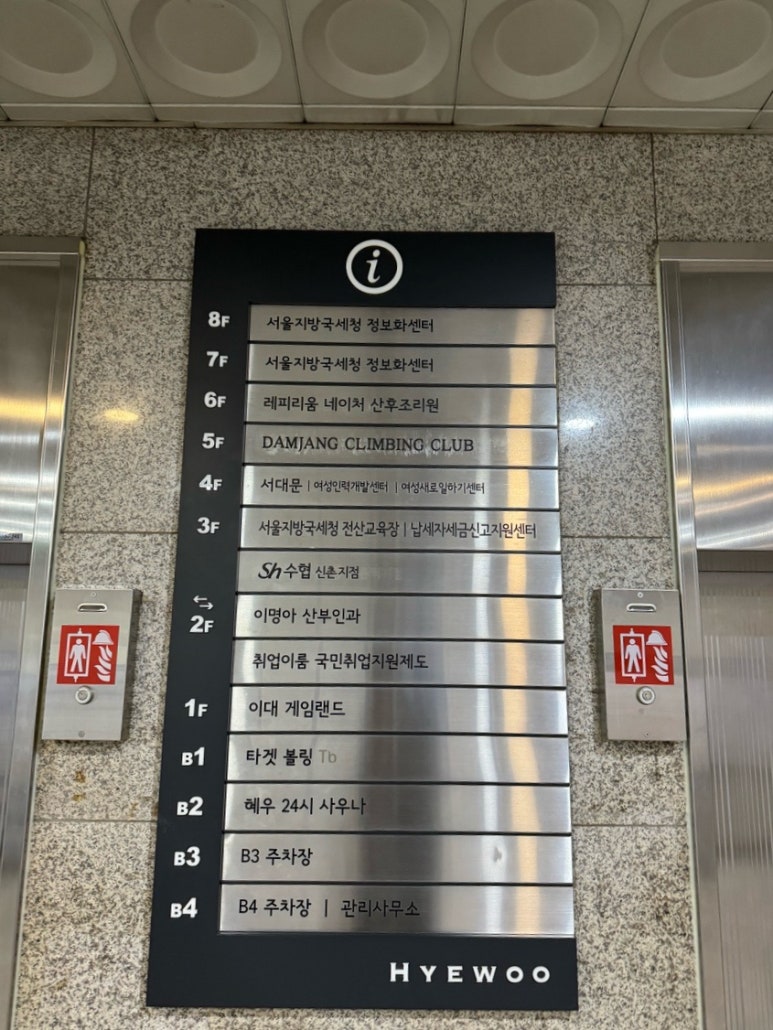 i
8F 서울지방국세청 정보화센터
7F 서울지방국세청 정보화센터
6F 레피리움 네이처 산후조리원
5F DAMJANG CLIMBING CLUB
4F 서대문 | 여성인력개발센터 | 여성새로일하기센터
3F 서울지방국세청 전산교육장 | 납세자세금신고지원센터
Sh수협 신촌지점
2F 이명아 산부인과
취업이룸 국민취업지원제도
1F 이대 게임랜드
B1 타겟 볼링 Tb
B2 혜우 24시 사우나
B3 B3 주차장
B4 B4 주차장 | 관리사무소
HYEWOO